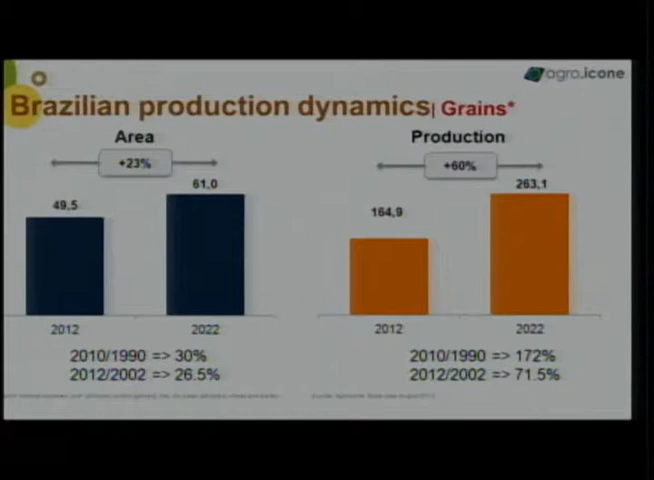 agro.icone
Brazilian production dynamics| Grains*
Area
+23%
49,5
61,0
2012
2022
2010/1990 => 30%
2012/2002 => 26.5%
Production
+60%
164,9
263,1
2012
2022
2010/1990 => 172%
2012/2002 => 71.5%